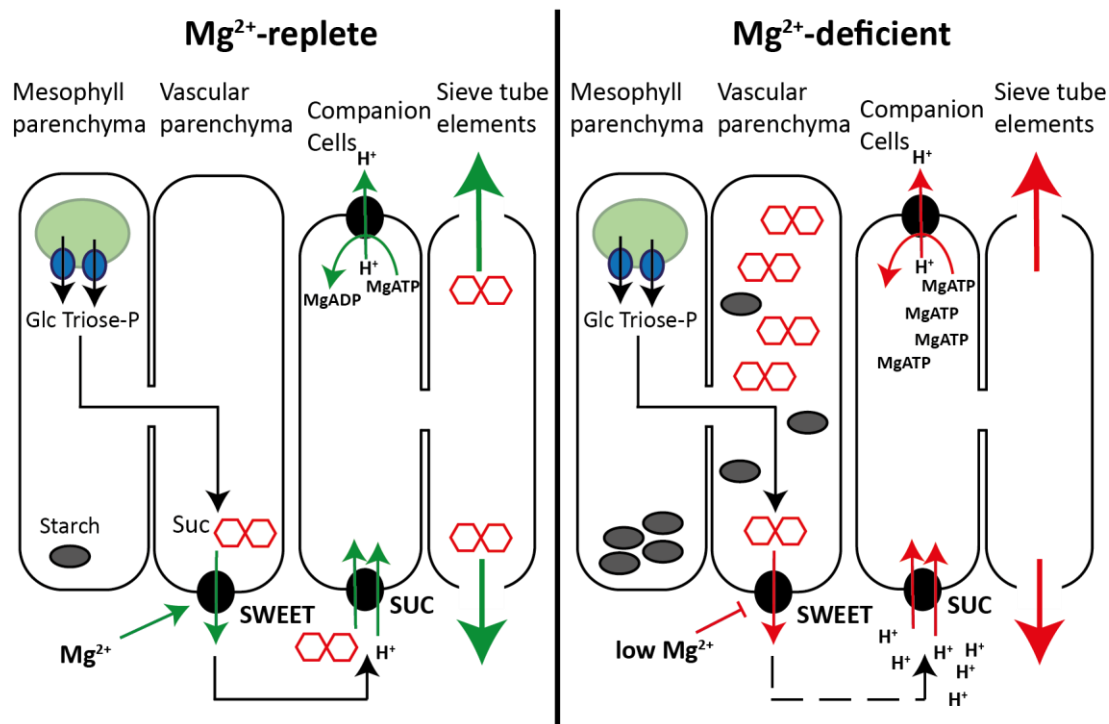 Mg²⁺-replete
Mesophyll
parenchyma
Vascular
parenchyma
Companion
Cells
Sieve tube
elements
H⁺
H⁺
MgADP
MgATP
Glc Triose-P
Starch
Suc
SWEET
SUC
Mg²⁺
H⁺
Mg²⁺-deficient
Mesophyll
parenchyma
Vascular
parenchyma
Companion
Cells
Sieve tube
elements
H⁺
H⁺
MgATP
MgATP
MgATP
MgATP
Glc Triose-P
SWEET
SUC
low Mg²⁺
H⁺
H⁺
H⁺
H⁺
H⁺
H⁺
H⁺